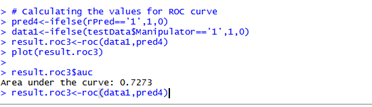 > # Calculating the values for ROC curve
> pred4<-ifelse(rPred=='1',1,0)
> data1<-ifelse(testData$Manipulator=='1',1,0)
> result.roc3<-roc(data1,pred4)
> plot(result.roc3)
>
> result.roc3$auc
Area under the curve: 0.7273
> result.roc3<-roc(data1,pred4)